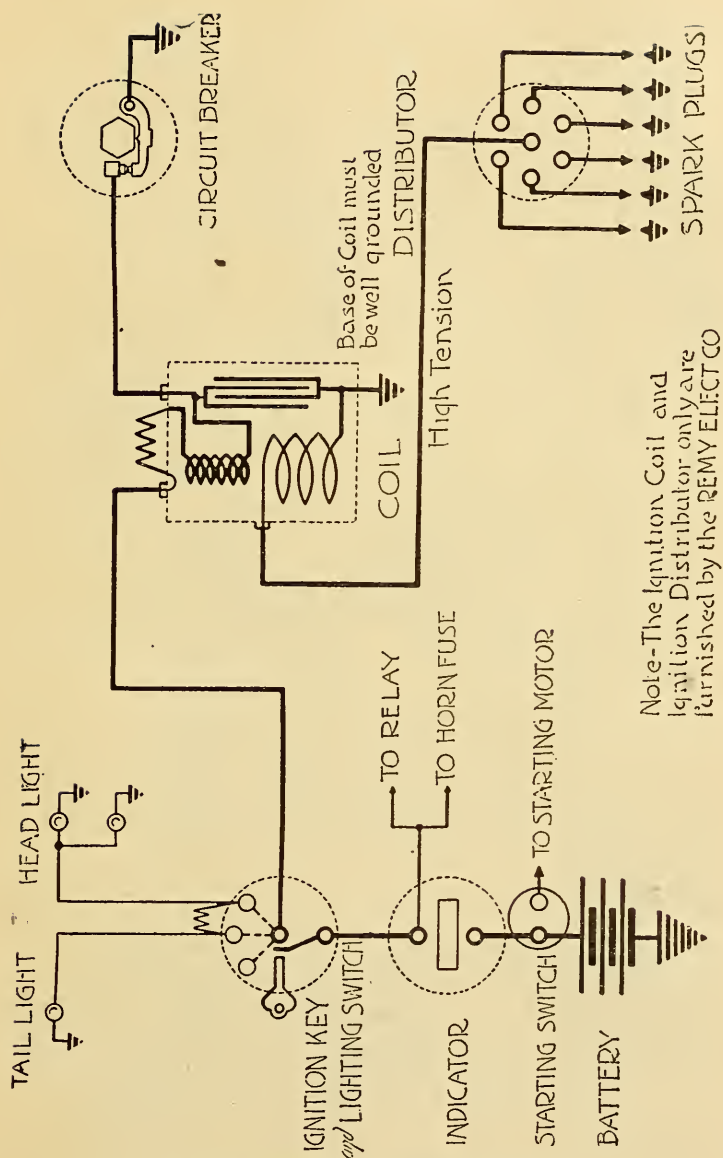 TAIL LIGHT
HEAD LIGHT
CIRCUIT BREAKER
IGNITION KEY
and LIGHTING SWITCH
INDICATOR
STARTING SWITCH
BATTERY
TO RELAY
TO HORN FUSE
TO STARTING MOTOR
COIL
Base of Coil must
be well grounded
High Tension
DISTRIBUTOR
SPARK PLUGS
Note-The Ignition Coil and
Ignition Distributor only are
furnished by the REMY ELECT CO